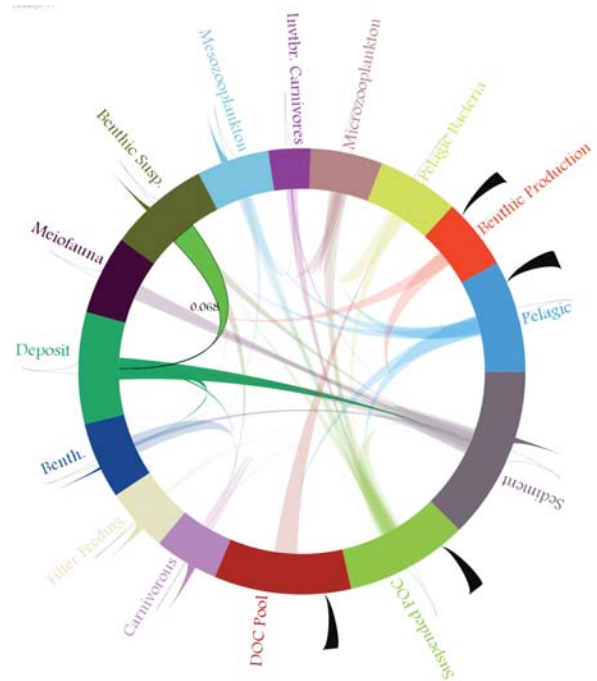 Invtbr. Carnivores
Microzooplankton
Mesozooplankton
Pelagic Bacteria
Benthic Susp.
Benthic Production
Meiofauna
0.068
Pelagic
Deposit
Benth.
Sediment
Filter Feeding
Carnivorous
DOC Pool
Suspended POC